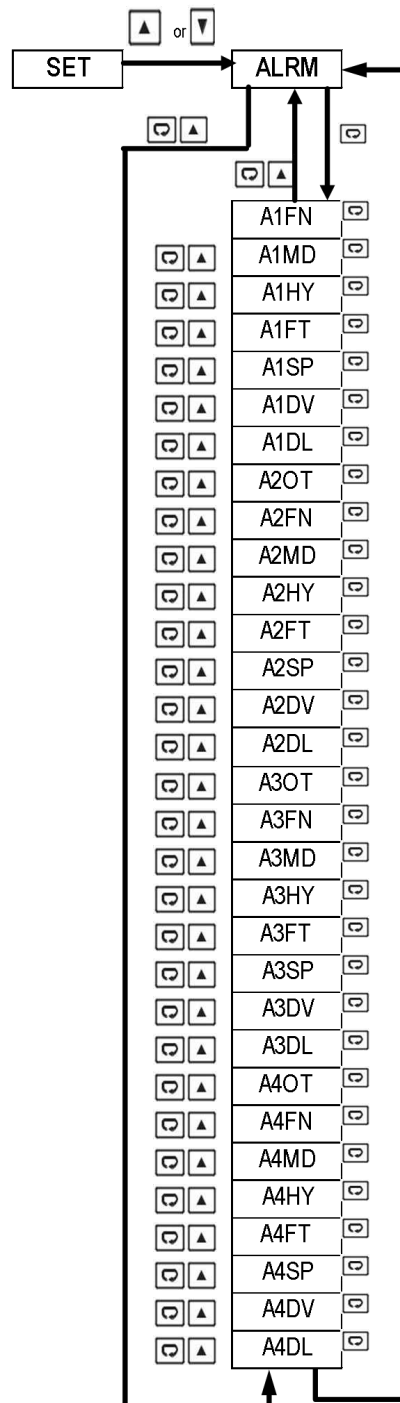 or
SET
ALRM
A1FN
A1MD
A1HY
A1FT
A1SP
A1DV
A1DL
A2OT
A2FN
A2MD
A2HY
A2FT
A2SP
A2DV
A2DL
A3OT
A3FN
A3MD
A3HY
A3FT
A3SP
A3DV
A3DL
A4OT
A4FN
A4MD
A4HY
A4FT
A4SP
A4DV
A4DL